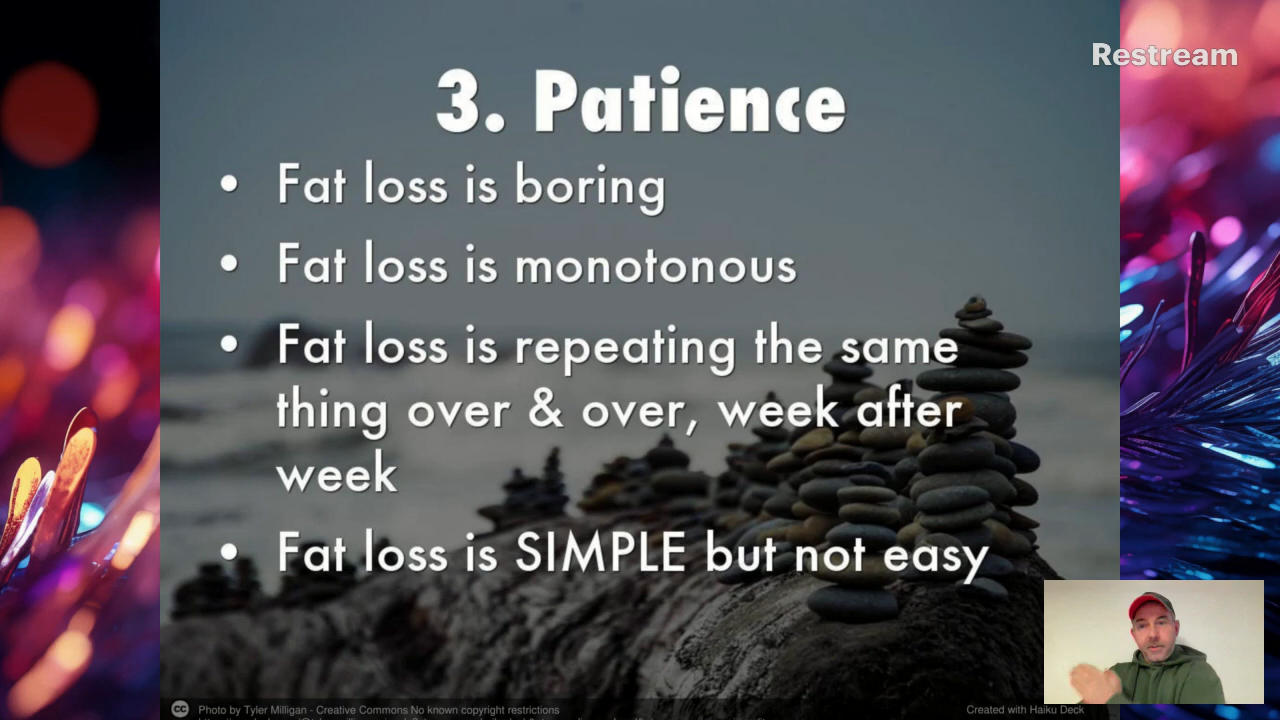 Restream
3. Patience
• Fat loss is boring
• Fat loss is monotonous
• Fat loss is repeating the same
thing over & over, week after
week
• Fat loss is SIMPLE but not easy
cc Photo by Tyler Milligan - Creative Commons No known copyright restrictions
Created with Haiku Deck